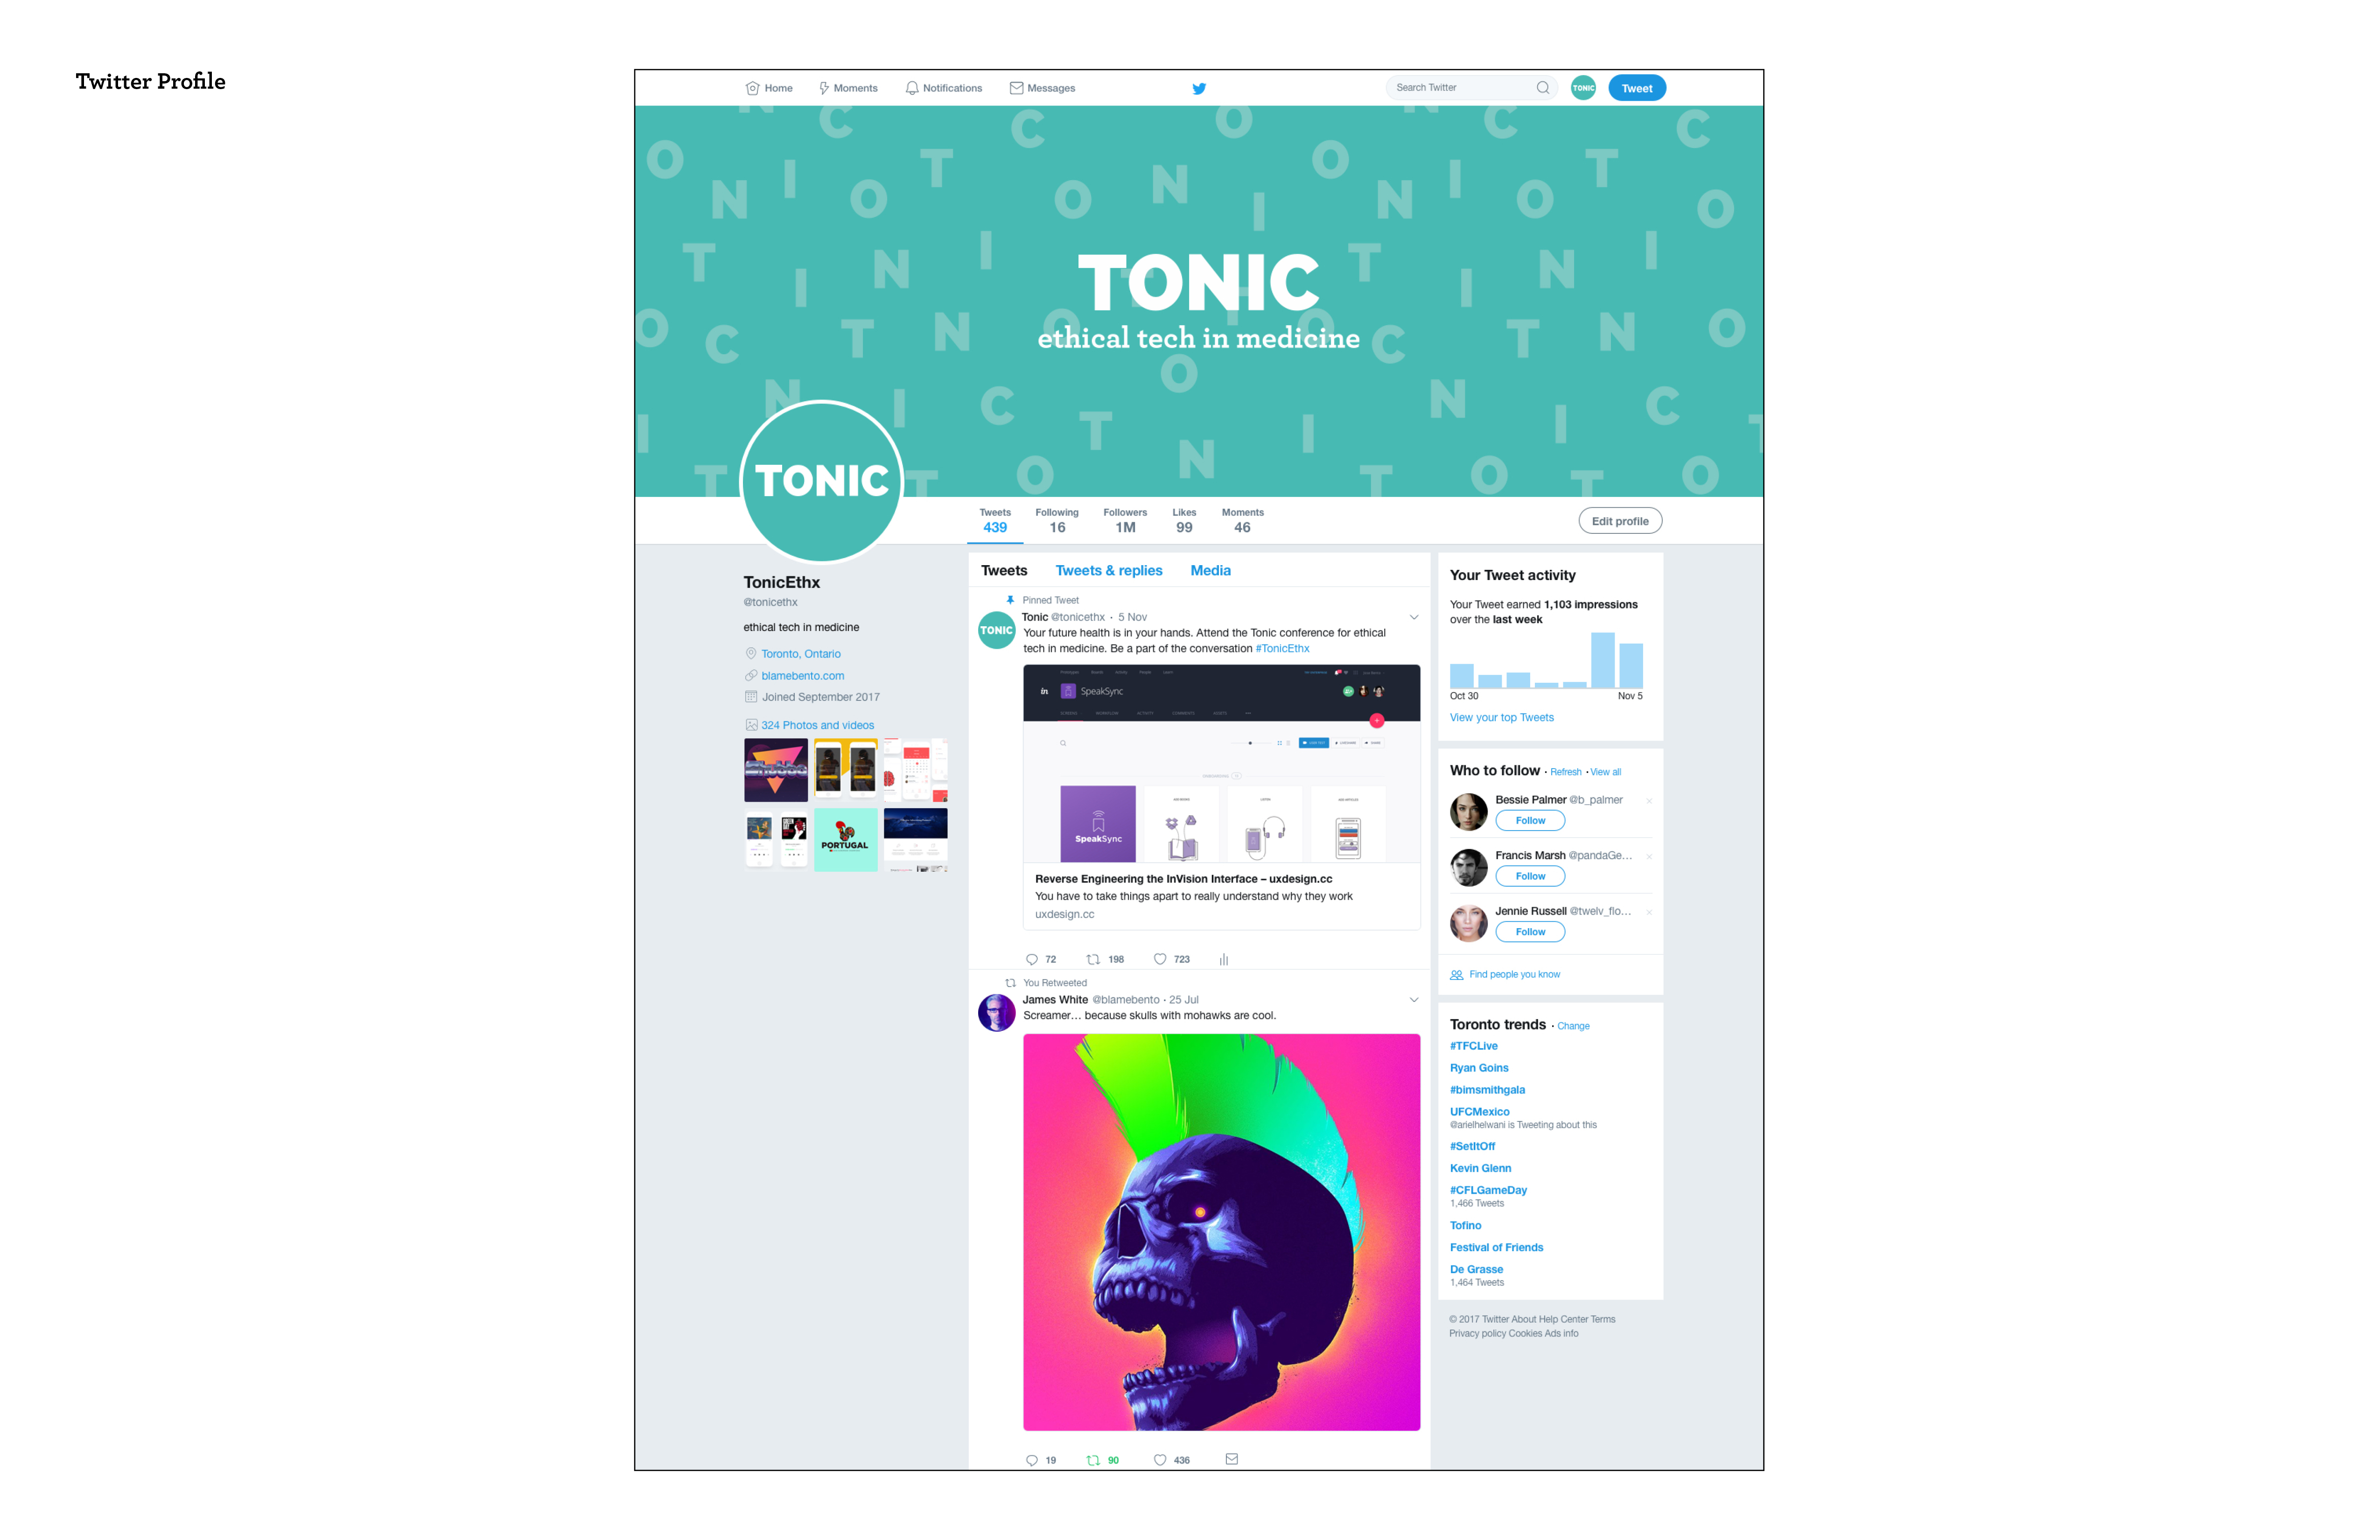 Twitter Profile
Home
Moments
Notifications
Messages
Search Twitter
TONIC
Tweet
TONIC
ethical tech in medicine
TONIC
Tweets
439
Following
16
Followers
1M
Likes
99
Moments
46
Edit profile
TonicEthx
@tonicethx
ethical tech in medicine
Toronto, Ontario
blamebento.com
Joined September 2017
324 Photos and videos
PORTUGAL
Tweets
Tweets & replies
Media
Pinned Tweet
TONIC
Tonic @tonicethx · 5 Nov
Your future health is in your hands. Attend the Tonic conference for ethical
tech in medicine. Be a part of the conversation #TonicEthx
in
SpeakSync
SpeakSync
Reverse Engineering the InVision Interface – uxdesign.cc
You have to take things apart to really understand why they work
uxdesign.cc
72
198
723
You Retweeted
James White @blamebento · 25 Jul
Screamer… because skulls with mohawks are cool.
19
90
436
Your Tweet activity
Your Tweet earned 1,103 impressions
over the last week
Oct 30
Nov 5
View your top Tweets
Who to follow · Refresh · View all
Bessie Palmer @b_palmer
Follow
Francis Marsh @pandaGe...
Follow
Jennie Russell @twelv_flo...
Follow
Find people you know
Toronto trends · Change
#TFCLive
Ryan Goins
#bimsmithgala
UFCMexico
@arielhelwani is Tweeting about this
#SetItOff
Kevin Glenn
#CFLGameDay
1,466 Tweets
Tofino
Festival of Friends
De Grasse
1,464 Tweets
© 2017 Twitter About Help Center Terms
Privacy policy Cookies Ads info